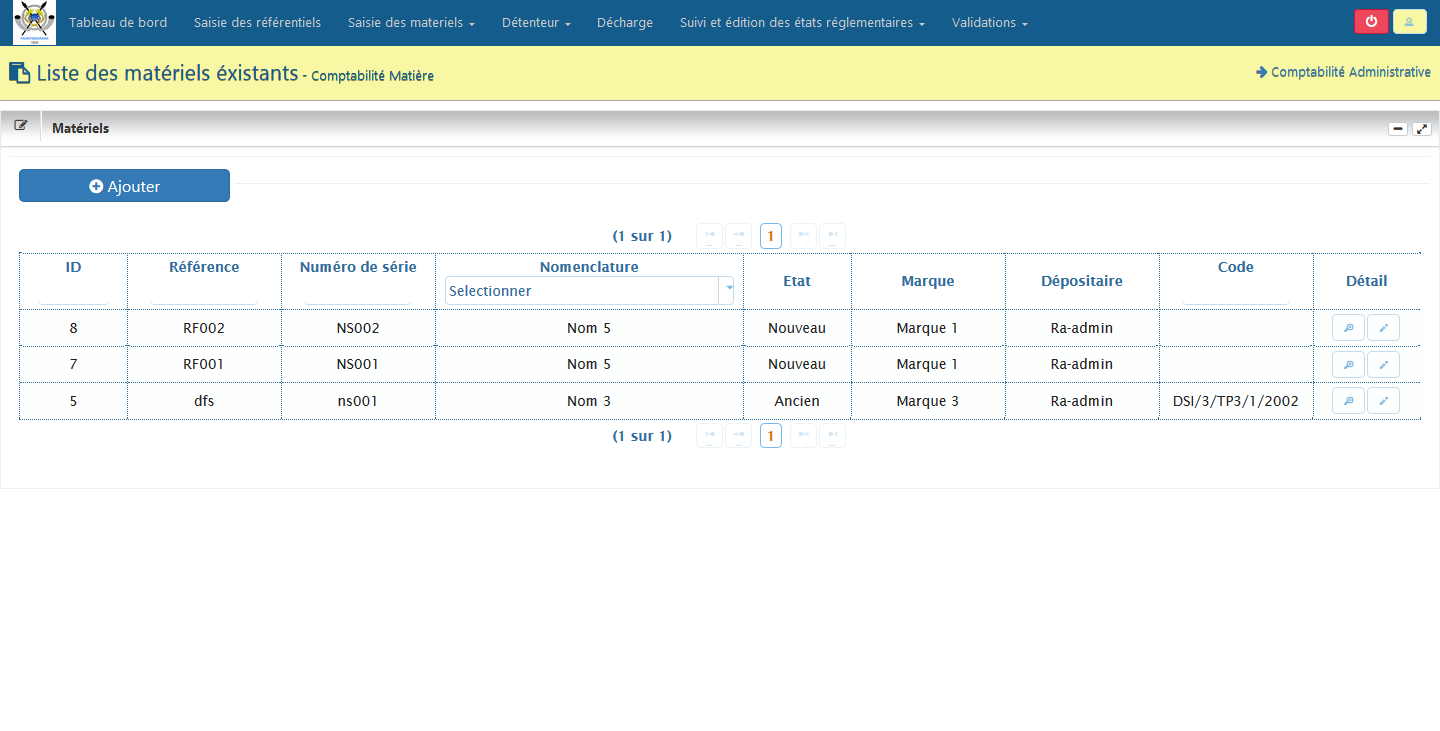 Tableau de bord Saisie des référentiels Saisie des materiels Détenteur Décharge Suivi et édition des états réglementaires Validations
Liste des matériels éxistants - Comptabilité Matière
Comptabilité Administrative
Matériels
Ajouter
(1 sur 1) 1
ID Référence Numéro de série Nomenclature Etat Marque Dépositaire Code Détail
Selectionner
8 RF002 NS002 Nom 5 Nouveau Marque 1 Ra-admin
7 RF001 NS001 Nom 5 Nouveau Marque 1 Ra-admin
5 dfs ns001 Nom 3 Ancien Marque 3 Ra-admin DSI/3/TP3/1/2002
(1 sur 1) 1